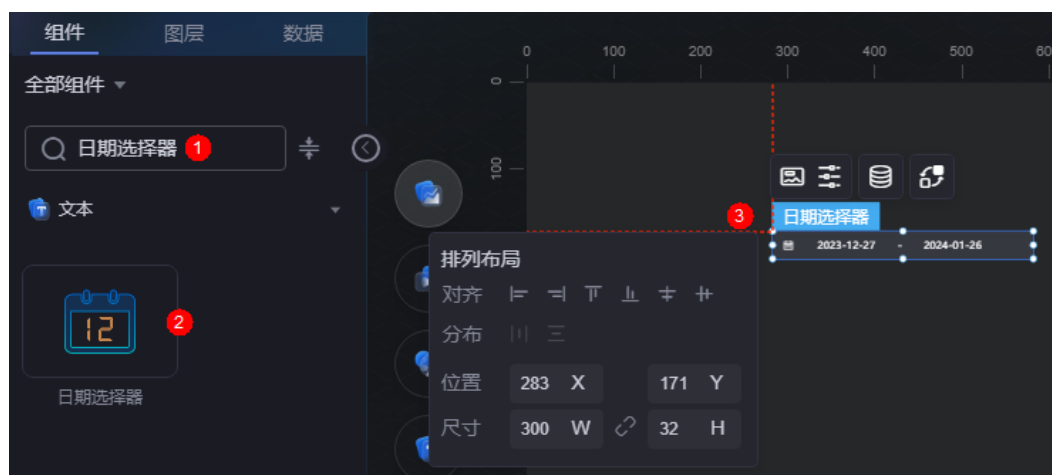 组件 图层 数据
全部组件
日期选择器 1
文本
2
日期选择器
0 100 200 300 400 500 60
0
100
3 日期选择器
2023-12-27 - 2024-01-26
排列布局
对齐
分布
位置 283 X 171 Y
尺寸 300 W 32 H
12